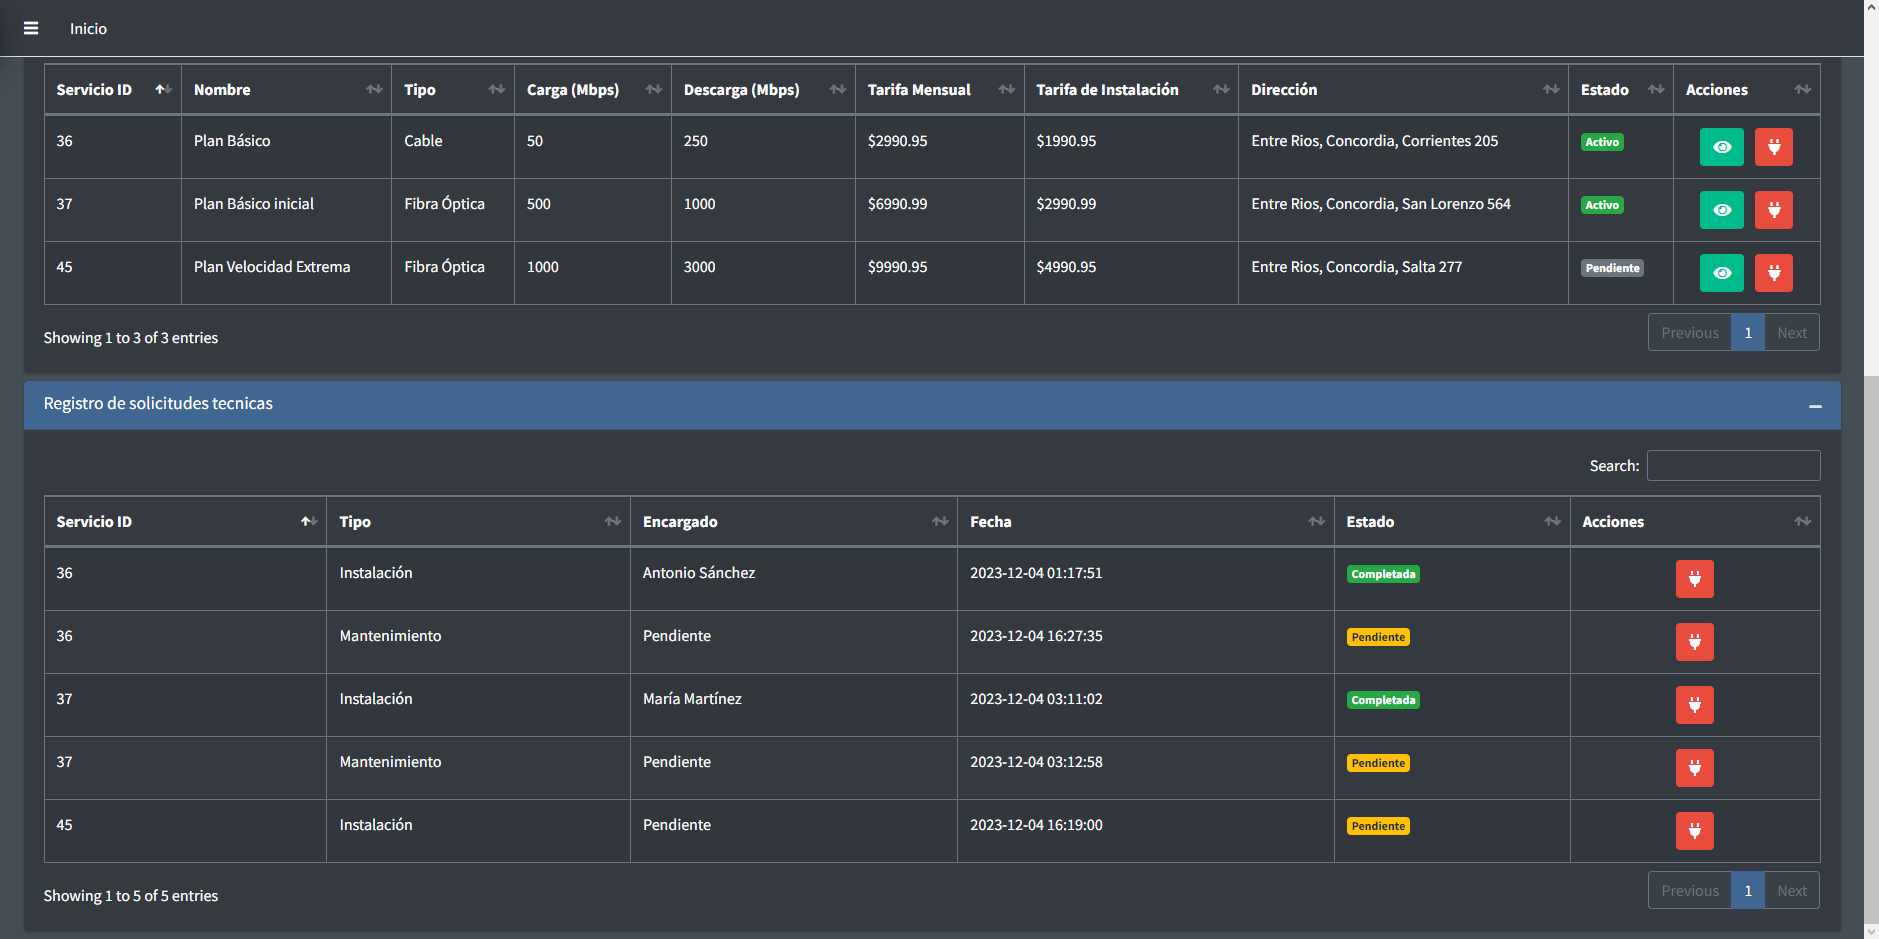 Inicio
Servicio ID Nombre Tipo Carga (Mbps) Descarga (Mbps) Tarifa Mensual Tarifa de Instalación Dirección Estado Acciones
36 Plan Básico Cable 50 250 $2990.95 $1990.95 Entre Rios, Concordia, Corrientes 205 Activo
37 Plan Básico inicial Fibra Óptica 500 1000 $6990.99 $2990.99 Entre Rios, Concordia, San Lorenzo 564 Activo
45 Plan Velocidad Extrema Fibra Óptica 1000 3000 $9990.95 $4990.95 Entre Rios, Concordia, Salta 277 Pendiente
Showing 1 to 3 of 3 entries Previous 1 Next
Registro de solicitudes tecnicas
Search:
Servicio ID Tipo Encargado Fecha Estado Acciones
36 Instalación Antonio Sánchez 2023-12-04 01:17:51 Completada
36 Mantenimiento Pendiente 2023-12-04 16:27:35 Pendiente
37 Instalación María Martínez 2023-12-04 03:11:02 Completada
37 Mantenimiento Pendiente 2023-12-04 03:12:58 Pendiente
45 Instalación Pendiente 2023-12-04 16:19:00 Pendiente
Showing 1 to 5 of 5 entries Previous 1 Next